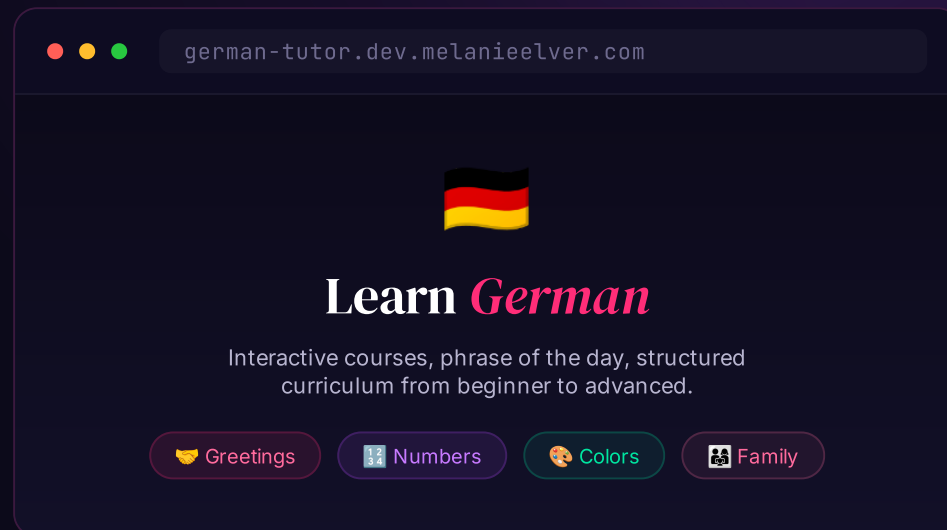 german-tutor.dev.melanieelver.com
Learn German
Interactive courses, phrase of the day, structured
curriculum from beginner to advanced.
Greetings
Numbers
Colors
Family